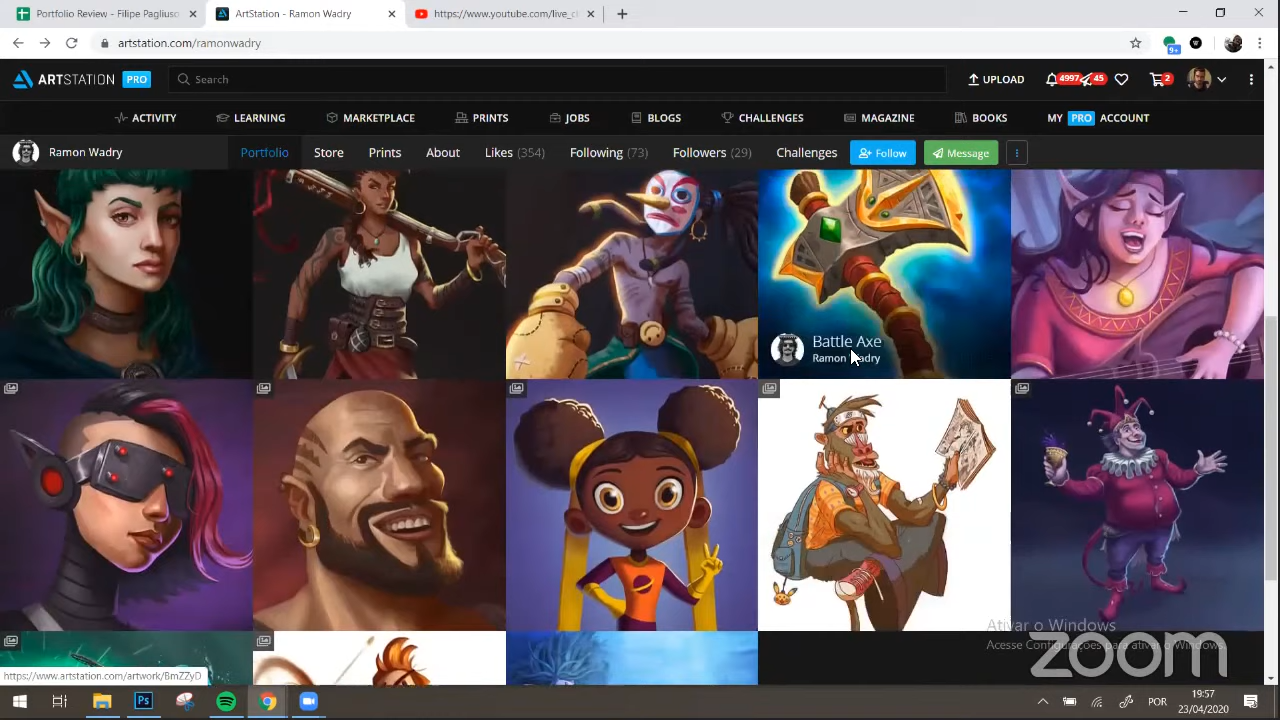 Portfolio Review - Filipe Pagliuso
ArtStation - Ramon Wadry
https://www.youtube.com/live_c
artstation.com/ramonwadry
9+
ARTSTATION PRO
Search
UPLOAD
4997
45
2
ACTIVITY
LEARNING
MARKETPLACE
PRINTS
JOBS
BLOGS
CHALLENGES
MAGAZINE
BOOKS
MY PRO ACCOUNT
Ramon Wadry
Portfolio
Store
Prints
About
Likes (354)
Following (73)
Followers (29)
Challenges
Follow
Message
Battle Axe
Ramon Wadry
Ativar o Windows
Acesse Configurações para ativar o Windows.
zoom
https://www.artstation.com/artwork/BmZZyD
Ps
POR
19:57
23/04/2020